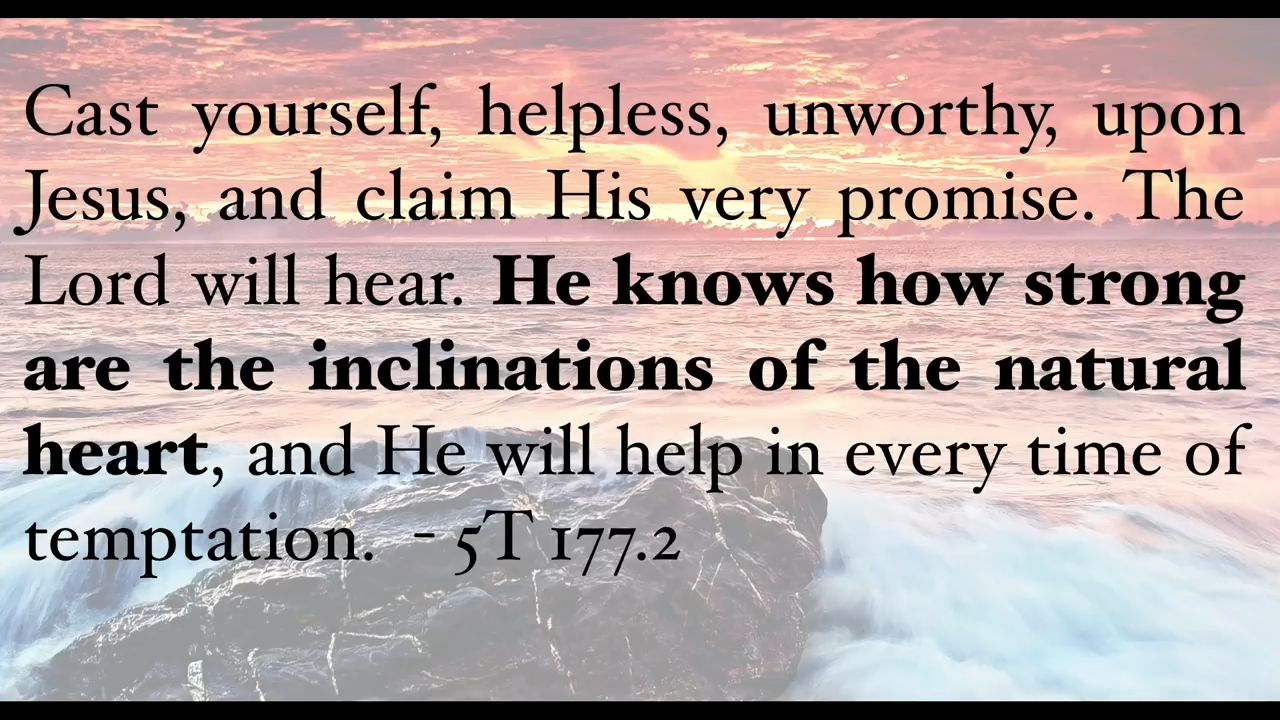 Cast yourself, helpless, unworthy, upon
Jesus, and claim His very promise. The
Lord will hear. He knows how strong
are the inclinations of the natural
heart, and He will help in every time of
temptation. - 5T 177.2